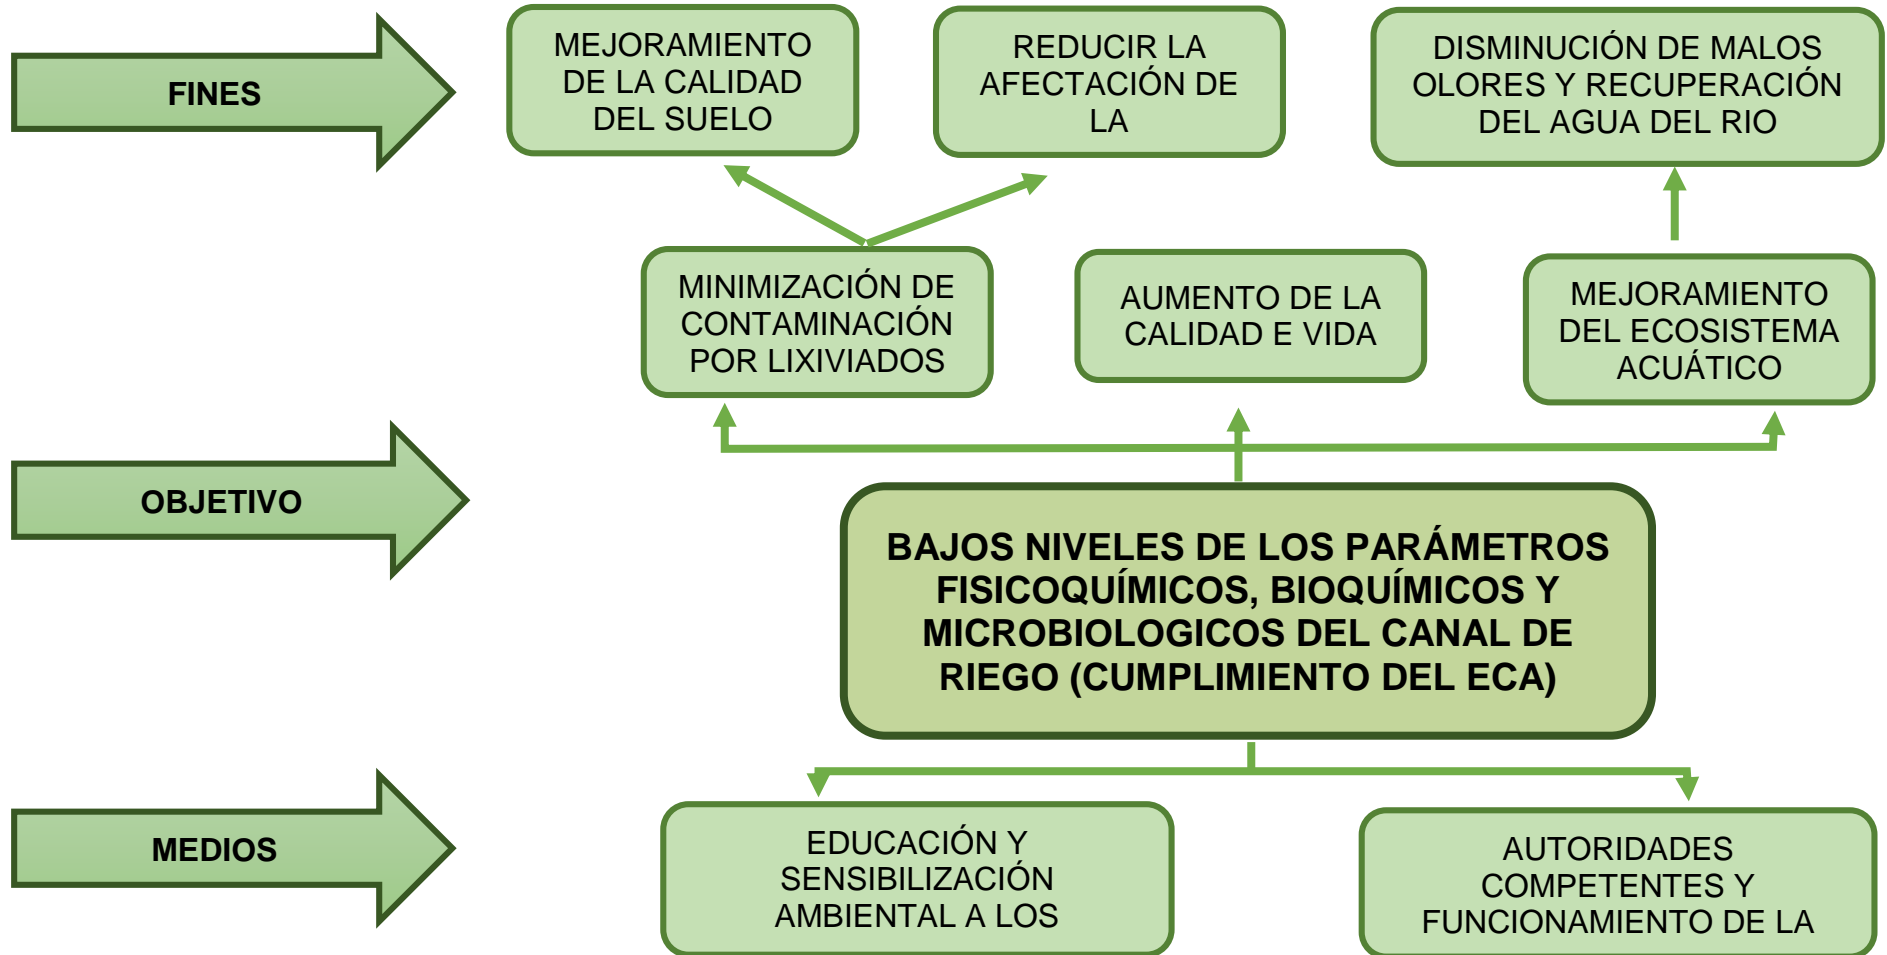 FINES
MEJORAMIENTO
DE LA CALIDAD
DEL SUELO
REDUCIR LA
AFECTACIÓN DE
LA
DISMINUCIÓN DE MALOS
OLORES Y RECUPERACIÓN
DEL AGUA DEL RIO
MINIMIZACIÓN DE
CONTAMINACIÓN
POR LIXIVIADOS
AUMENTO DE LA
CALIDAD E VIDA
MEJORAMIENTO
DEL ECOSISTEMA
ACUÁTICO
OBJETIVO
BAJOS NIVELES DE LOS PARÁMETROS
FISICOQUÍMICOS, BIOQUÍMICOS Y
MICROBIOLOGICOS DEL CANAL DE
RIEGO (CUMPLIMIENTO DEL ECA)
MEDIOS
EDUCACIÓN Y
SENSIBILIZACIÓN
AMBIENTAL A LOS
AUTORIDADES
COMPETENTES Y
FUNCIONAMIENTO DE LA